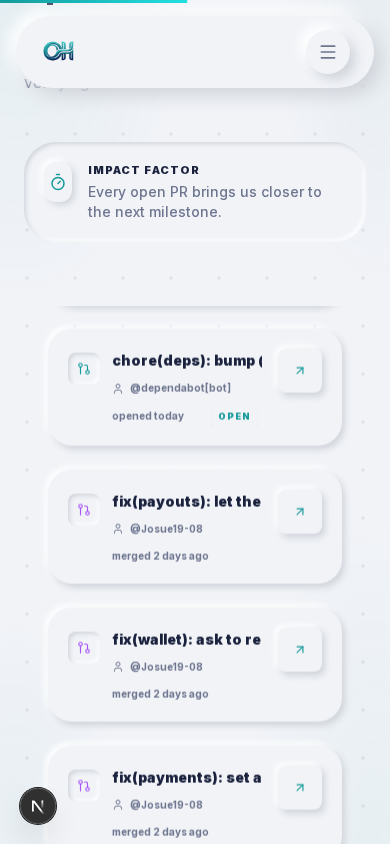 OH
IMPACT FACTOR
Every open PR brings us closer to
the next milestone.
chore(deps): bump
@dependabot[bot]
opened today OPEN
fix(payouts): let the
@Josue19-08
merged 2 days ago
fix(wallet): ask to re
@Josue19-08
merged 2 days ago
fix(payments): set a
@Josue19-08
merged 2 days ago
N